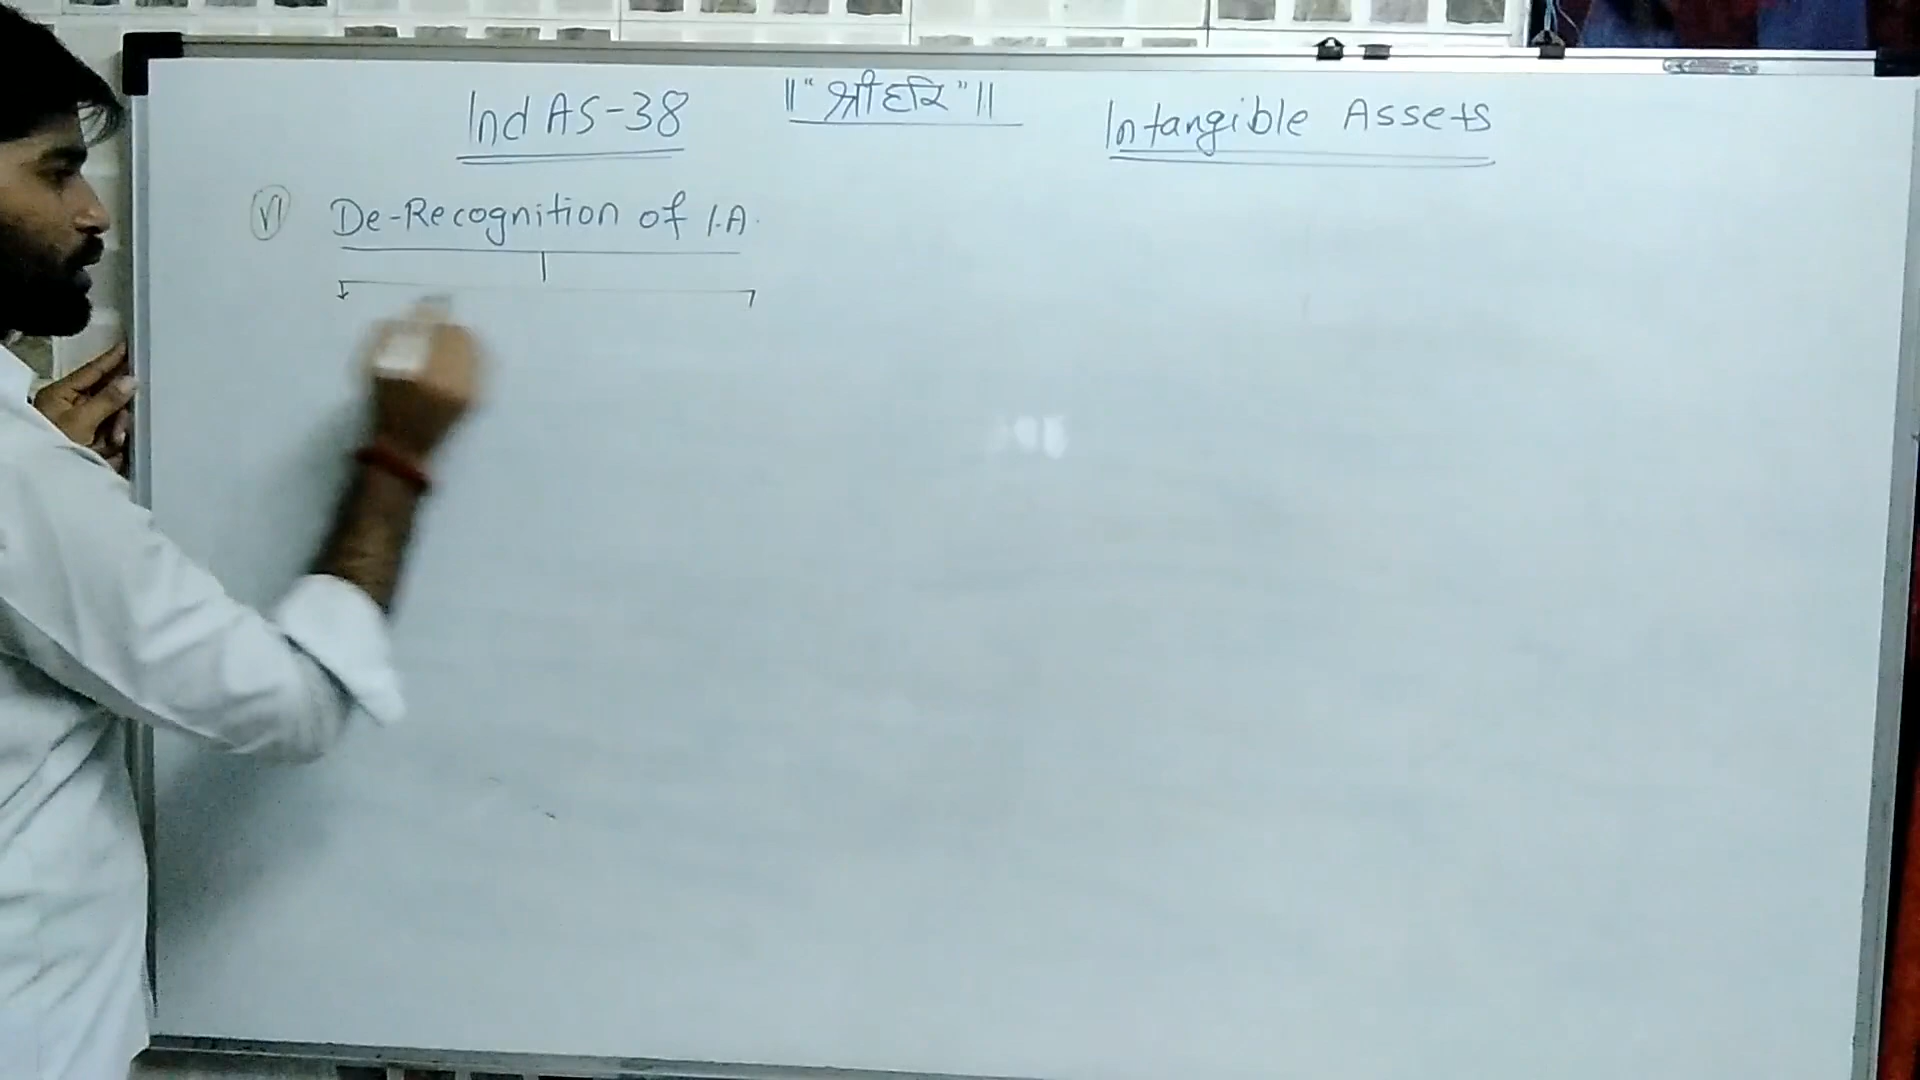 Ind AS-38 ॥"श्रीहरि"॥ Intangible Assets
VI De-Recognition of I.A.